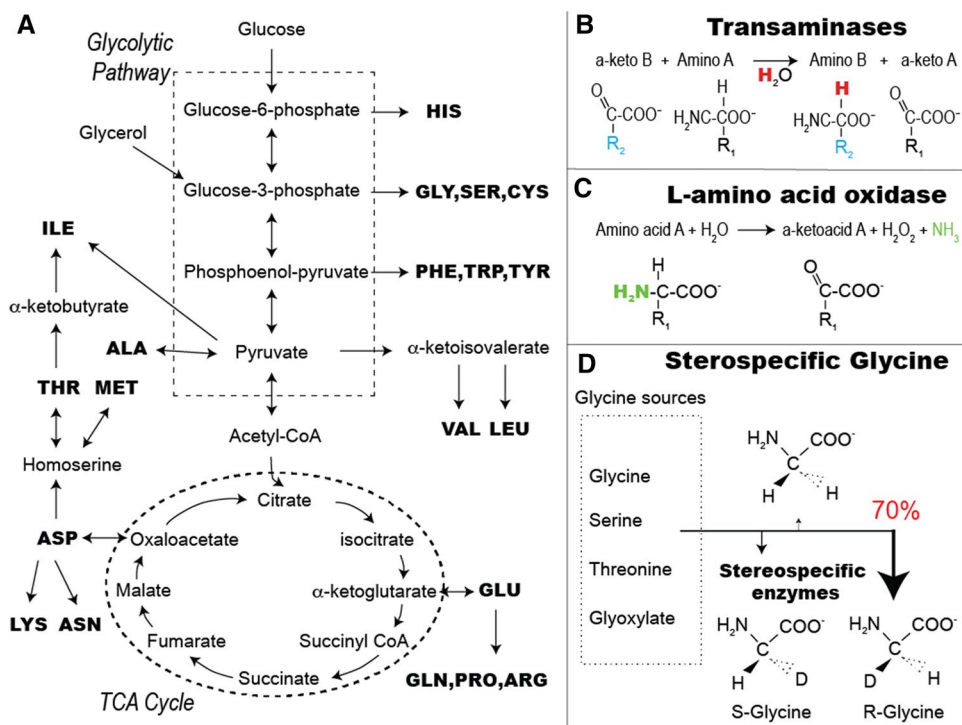 A
Glycolytic
Pathway
Glucose
Glucose-6-phosphate
HIS
Glycerol
Glucose-3-phosphate
GLY,SER,CYS
ILE
Phosphoenol-pyruvate
PHE,TRP,TYR
α-ketobutyrate
ALA
Pyruvate
α-ketoisovalerate
THR MET
VAL LEU
Acetyl-CoA
Homoserine
Citrate
ASP
Oxaloacetate
isocitrate
Malate
α-ketoglutarate
GLU
LYS ASN
Fumarate
Succinyl CoA
Succinate
GLN,PRO,ARG
TCA Cycle
B
Transaminases
a-keto B + Amino A
H₂O
Amino B + a-keto A
O
C-COO⁻
R₂
H
H₂NC-COO⁻
R₁
H
H₂NC-COO⁻
R₂
O
C-COO⁻
R₁
C
L-amino acid oxidase
Amino acid A + H₂O
a-ketoacid A + H₂O₂ + NH₃
H
H₂N-C-COO⁻
R₁
O
C-COO⁻
R₁
D
Sterospecific Glycine
Glycine sources
Glycine
Serine
Threonine
Glyoxylate
H₂N
COO⁻
C
H
H
70%
Stereospecific
enzymes
H₂N
COO⁻
C
H
D
S-Glycine
H₂N
COO⁻
C
D
H
R-Glycine